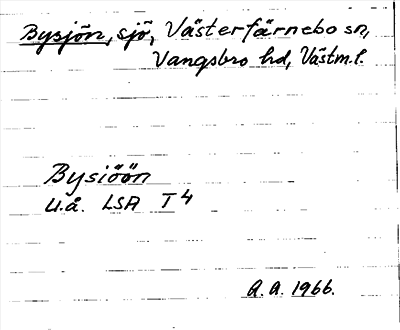 Bysjön, sjö, Västerfärnebo sn,
Vangsbro hd, Västm.l.
Bysiöön
U.å. LSA T4
A.A. 1966.